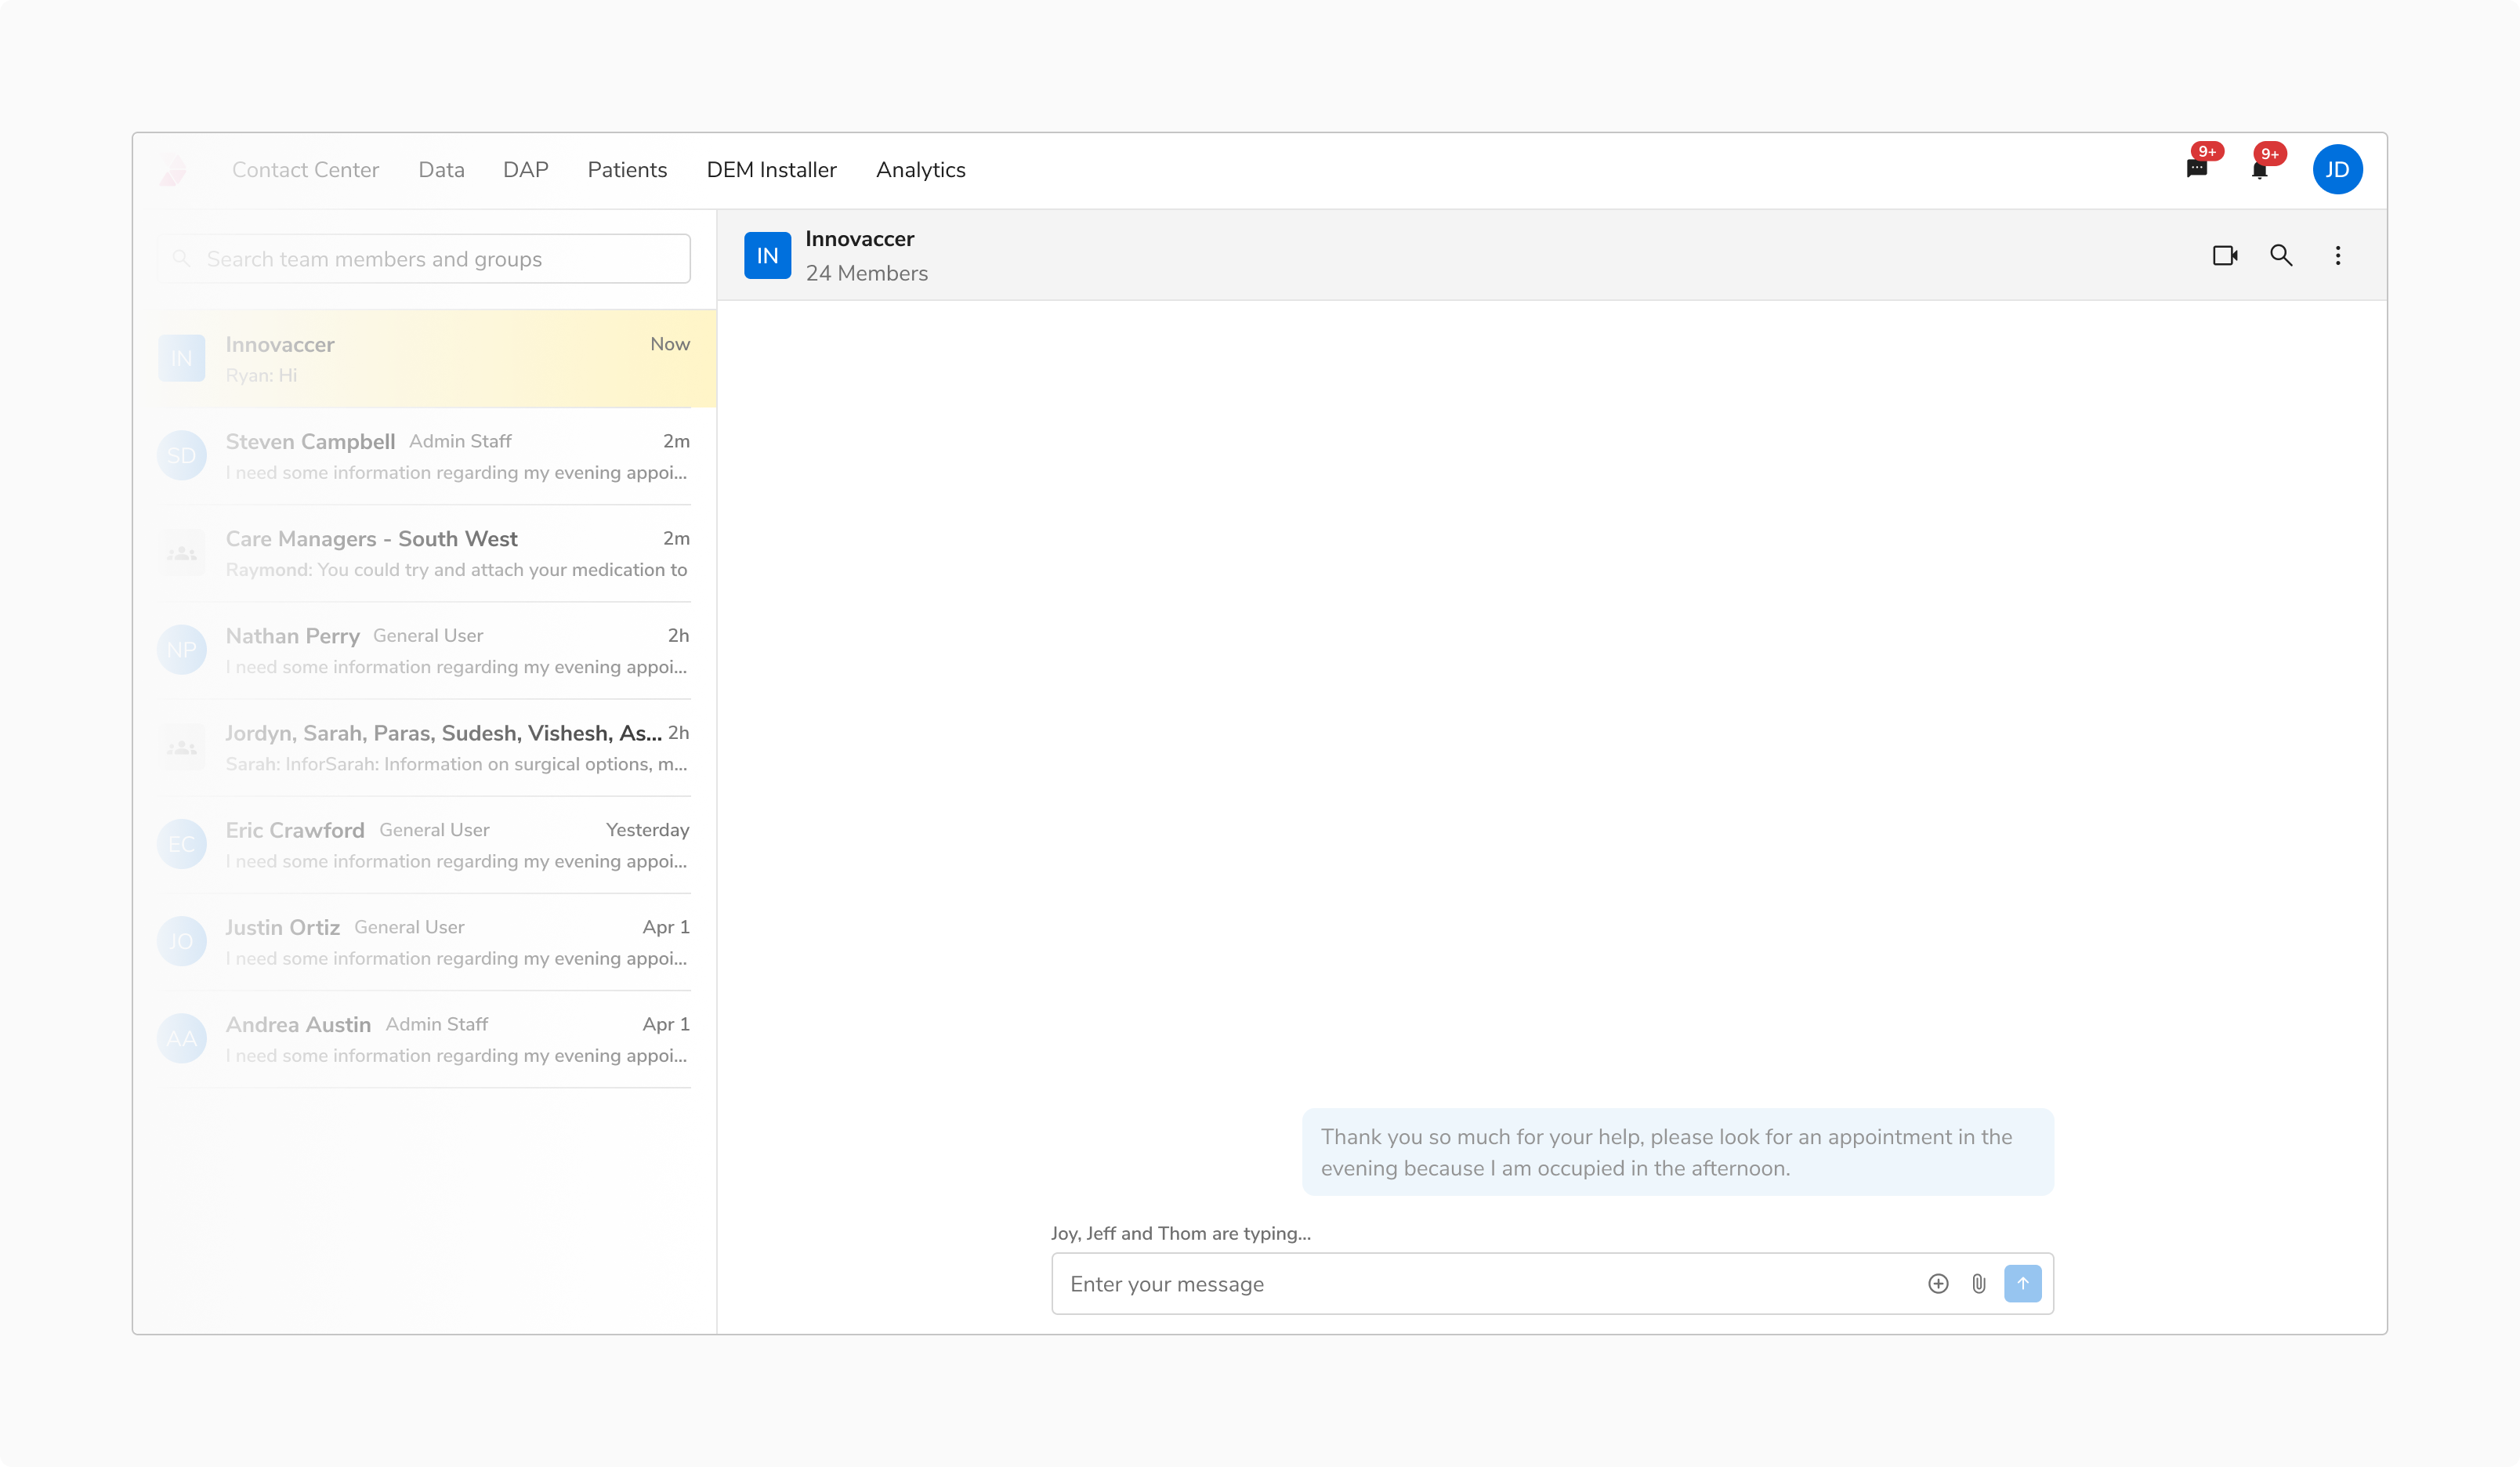 Contact Center Data DAP Patients DEM Installer Analytics 9+ 9+ JD
Search team members and groups
IN Innovaccer
24 Members
IN Innovaccer Now
Ryan: Hi
SD Steven Campbell Admin Staff 2m
I need some information regarding my evening appoi...
Care Managers - South West 2m
Raymond: You could try and attach your medication to
NP Nathan Perry General User 2h
I need some information regarding my evening appoi...
Jordyn, Sarah, Paras, Sudesh, Vishesh, As... 2h
Sarah: InforSarah: Information on surgical options, m...
EC Eric Crawford General User Yesterday
I need some information regarding my evening appoi...
JO Justin Ortiz General User Apr 1
I need some information regarding my evening appoi...
AA Andrea Austin Admin Staff Apr 1
I need some information regarding my evening appoi...
Thank you so much for your help, please look for an appointment in the
evening because I am occupied in the afternoon.
Joy, Jeff and Thom are typing...
Enter your message